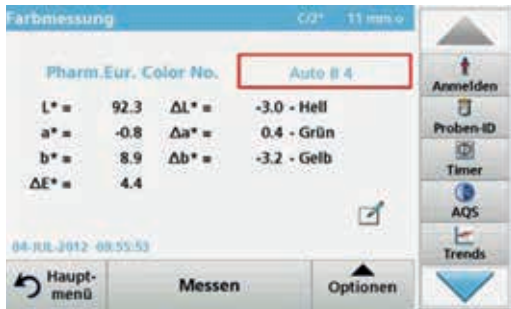 Farbmessung C/2° 11 mm o
Pharm.Eur. Color No. Auto B 4
L* = 92.3 ΔL* = -3.0 - Hell
a* = -0.8 Δa* = 0.4 - Grün
b* = 8.9 Δb* = -3.2 - Gelb
ΔE* = 4.4
04-JUL-2012 08:55:53
Haupt-
menü
Messen
Optionen
Anmelden
Proben-ID
Timer
AQS
Trends